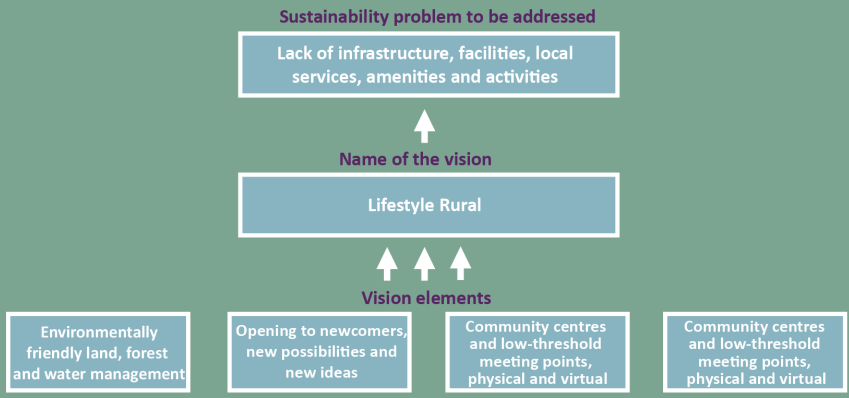 Sustainability problem to be addressed
Lack of infrastructure, facilities, local
services, amenities and activities
Name of the vision
Lifestyle Rural
Vision elements
Environmentally
friendly land, forest
and water management
Opening to newcomers,
new possibilities and
new ideas
Community centres
and low-threshold
meeting points,
physical and virtual
Community centres
and low-threshold
meeting points,
physical and virtual